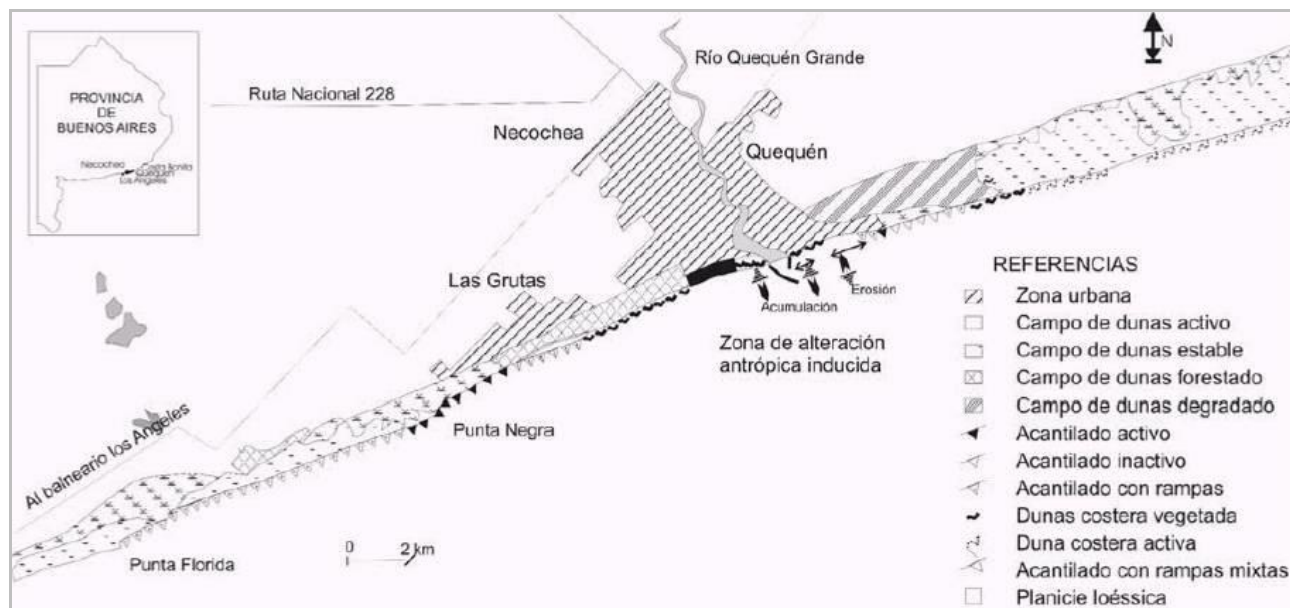 PROVINCIA
DE
BUENOS AIRES
Necochea
Costa Bonita
Quequén
Los Angeles
Ruta Nacional 228
Río Quequén Grande
N
Necochea
Quequén
Las Grutas
Erosión
Acumulación
Zona de alteración
antrópica inducida
Punta Negra
Al balneario los Angeles
Punta Florida
0 2 km
REFERENCIAS
Zona urbana
Campo de dunas activo
Campo de dunas estable
Campo de dunas forestado
Campo de dunas degradado
Acantilado activo
Acantilado inactivo
Acantilado con rampas
Dunas costera vegetada
Duna costera activa
Acantilado con rampas mixtas
Planicie loéssica